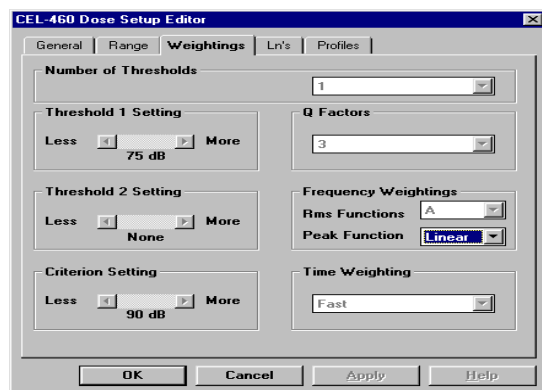 CEL-460 Dose Setup Editor
General Range Weightings Ln's Profiles
Number of Thresholds
1
Threshold 1 Setting
Less More
75 dB
Q Factors
3
Threshold 2 Setting
Less More
None
Frequency Weightings
Rms Functions A
Peak Function Linear
Criterion Setting
Less More
90 dB
Time Weighting
Fast
OK Cancel Apply Help